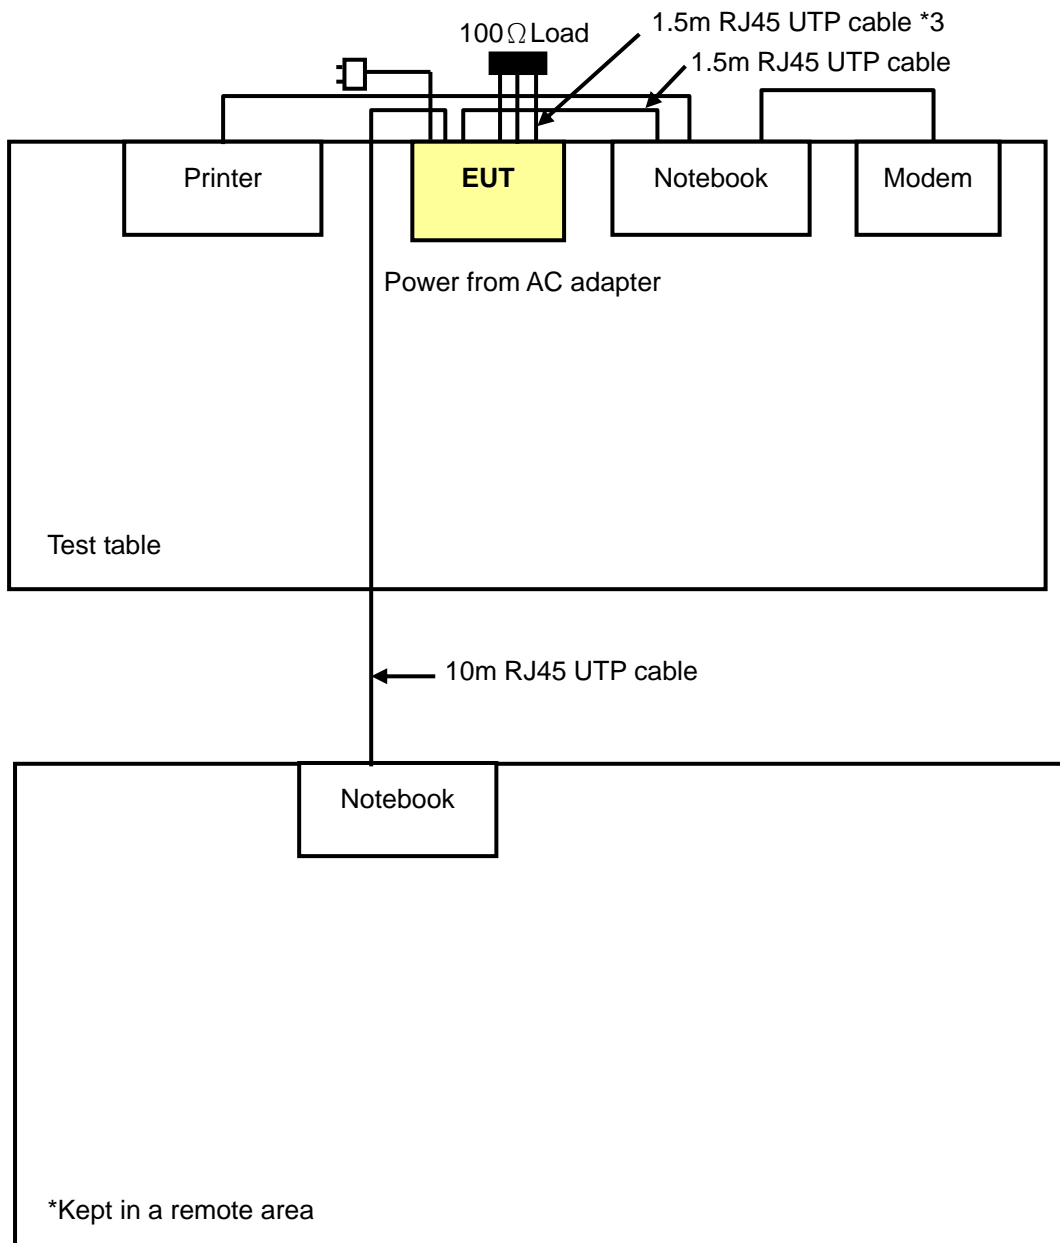 1.5m RJ45 UTP cable *3
100Ω Load
1.5m RJ45 UTP cable
Printer
EUT
Notebook
Modem
Power from AC adapter
Test table
10m RJ45 UTP cable
Notebook
*Kept in a remote area